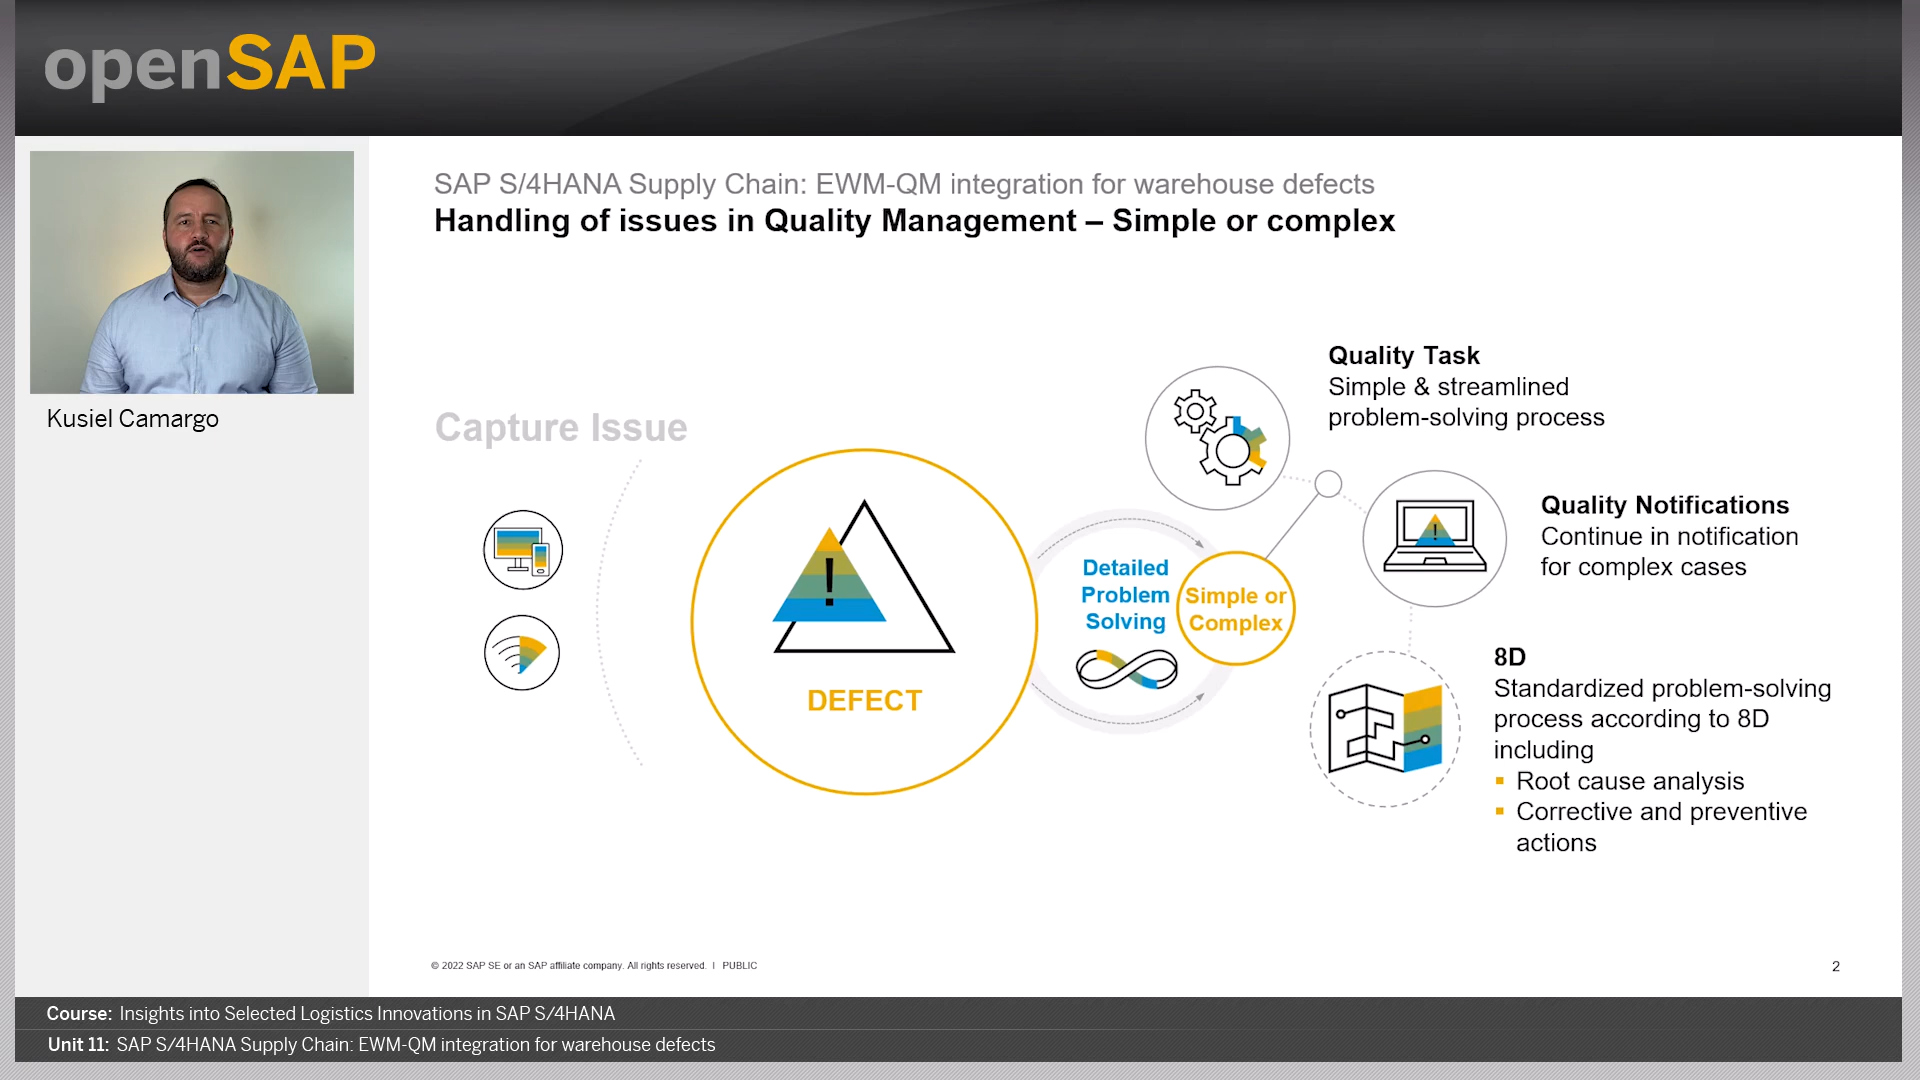 openSAP
Kusiel Camargo
SAP S/4HANA Supply Chain: EWM-QM integration for warehouse defects
Handling of issues in Quality Management – Simple or complex
Capture Issue
DEFECT
Detailed
Problem
Solving
Simple or
Complex
Quality Task
Simple & streamlined
problem-solving process
Quality Notifications
Continue in notification
for complex cases
8D
Standardized problem-solving
process according to 8D
including
▪ Root cause analysis
▪ Corrective and preventive
actions
© 2022 SAP SE or an SAP affiliate company. All rights reserved. I PUBLIC
2
Course: Insights into Selected Logistics Innovations in SAP S/4HANA
Unit 11: SAP S/4HANA Supply Chain: EWM-QM integration for warehouse defects